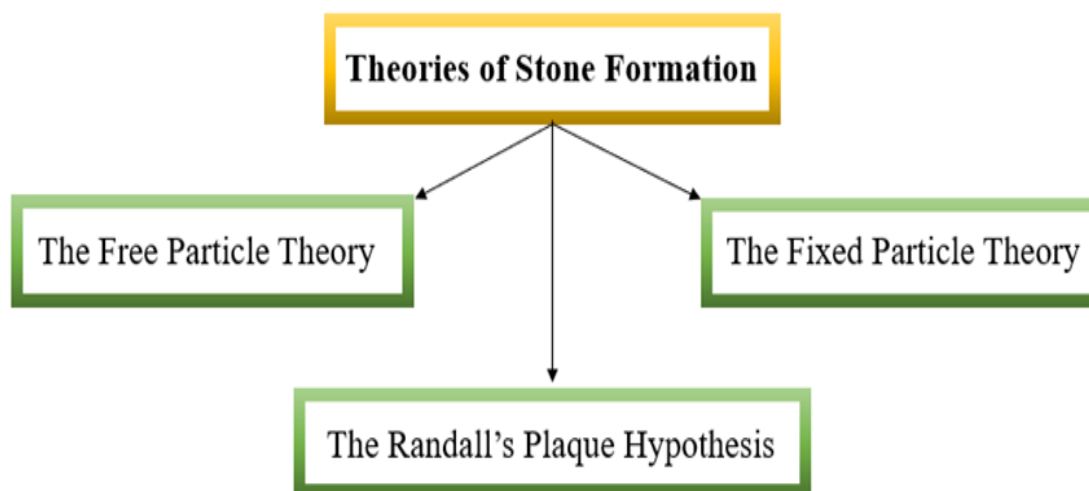 Theories of Stone Formation
The Free Particle Theory
The Fixed Particle Theory
The Randall’s Plaque Hypothesis